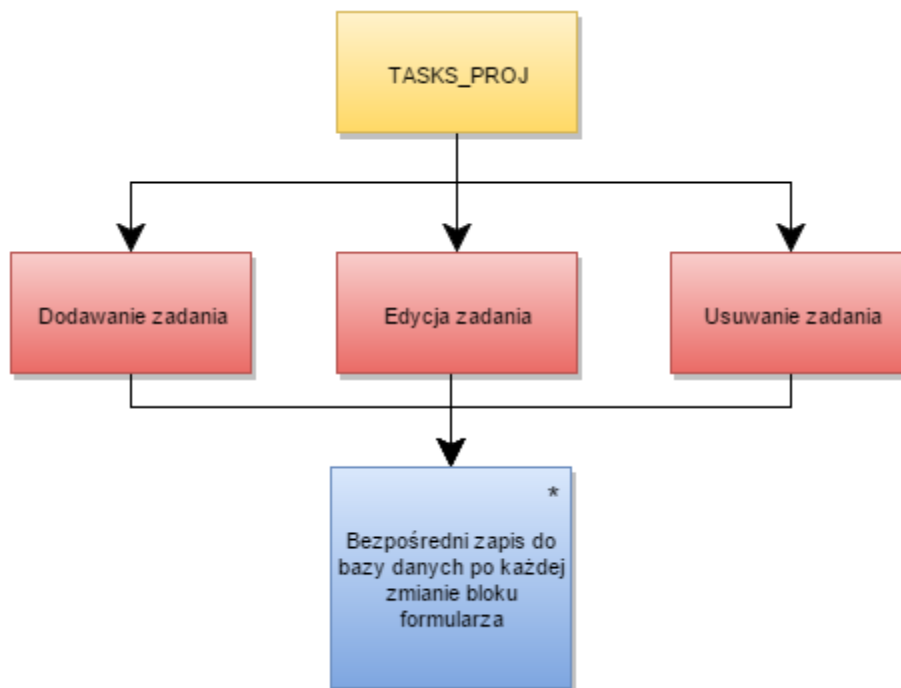 TASKS_PROJ
Dodawanie zadania
Edycja zadania
Usuwanie zadania
*
Bezpośredni zapis do
bazy danych po każdej
zmianie bloku
formularza